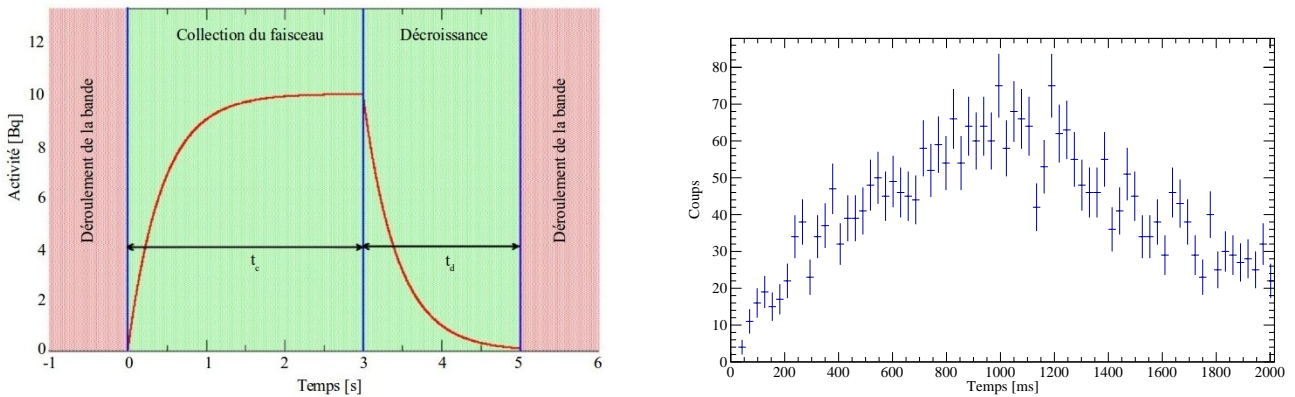 Activité [Bq]
12
10
8
6
4
2
0
Déroulement de la bande
Collection du faisceau
Décroissance
Déroulement de la bande
t_c
t_d
-1 0 1 2 3 4 5 6
Temps [s]
Coups
80
70
60
50
40
30
20
10
0
0 200 400 600 800 1000 1200 1400 1600 1800 2000
Temps [ms]